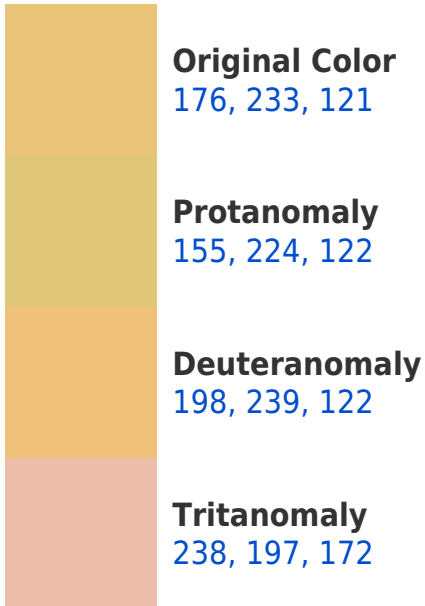 Original Color
176, 233, 121
Protanomaly
155, 224, 122
Deuteranomaly
198, 239, 122
Tritanomaly
238, 197, 172